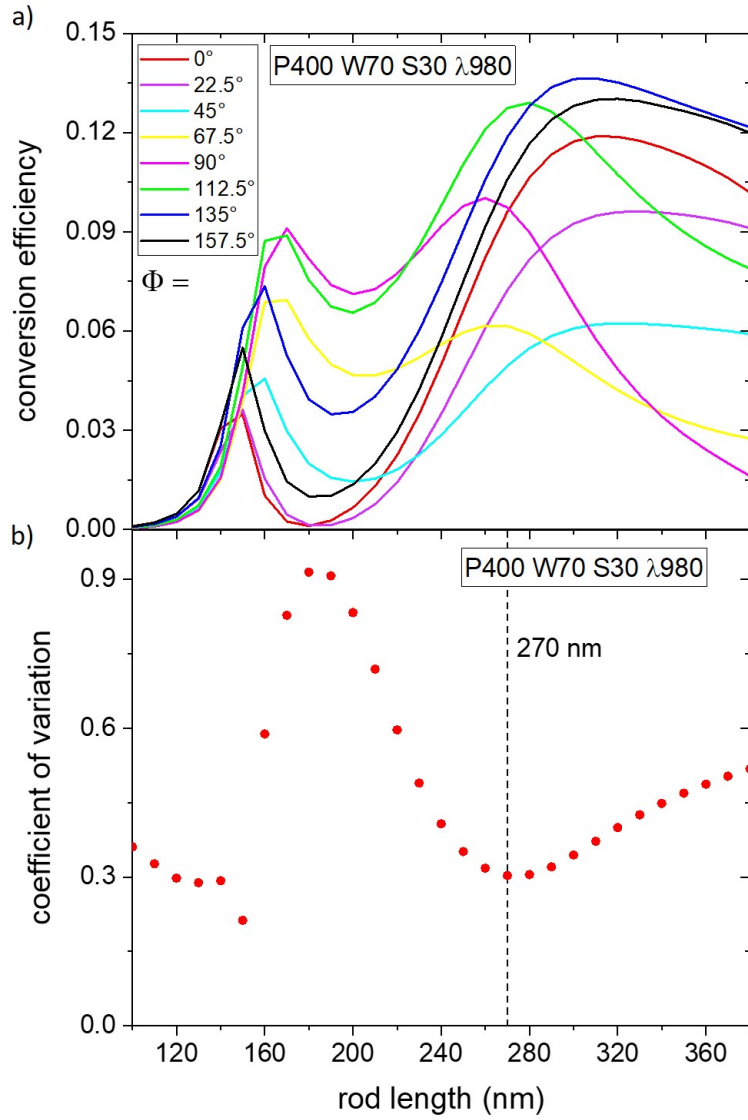 a)
0.15
0.12
0.09
0.06
0.03
0.00
conversion efficiency
P400 W70 S30 λ980
0°
22.5°
45°
67.5°
90°
112.5°
135°
157.5°
Φ =
b)
0.9
0.6
0.3
0.0
coefficient of variation
P400 W70 S30 λ980
270 nm
120 160 200 240 280 320 360
rod length (nm)